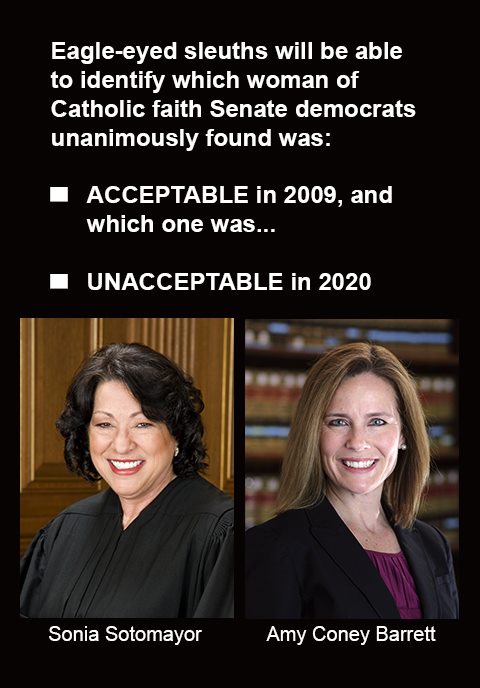 Eagle-eyed sleuths will be able
to identify which woman of
Catholic faith Senate democrats
unanimously found was:
ACCEPTABLE in 2009, and
which one was...
UNACCEPTABLE in 2020
Sonia Sotomayor
Amy Coney Barrett